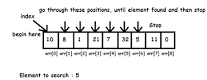 go through these positions, until element found and then stop
index
Stop
begin here
10 8 1 21 7 32 5 11 0
arr[0] arr[1] arr[2] arr[3] arr[4] arr[5] arr[6] arr[7] arr[8]
Element to search : 5